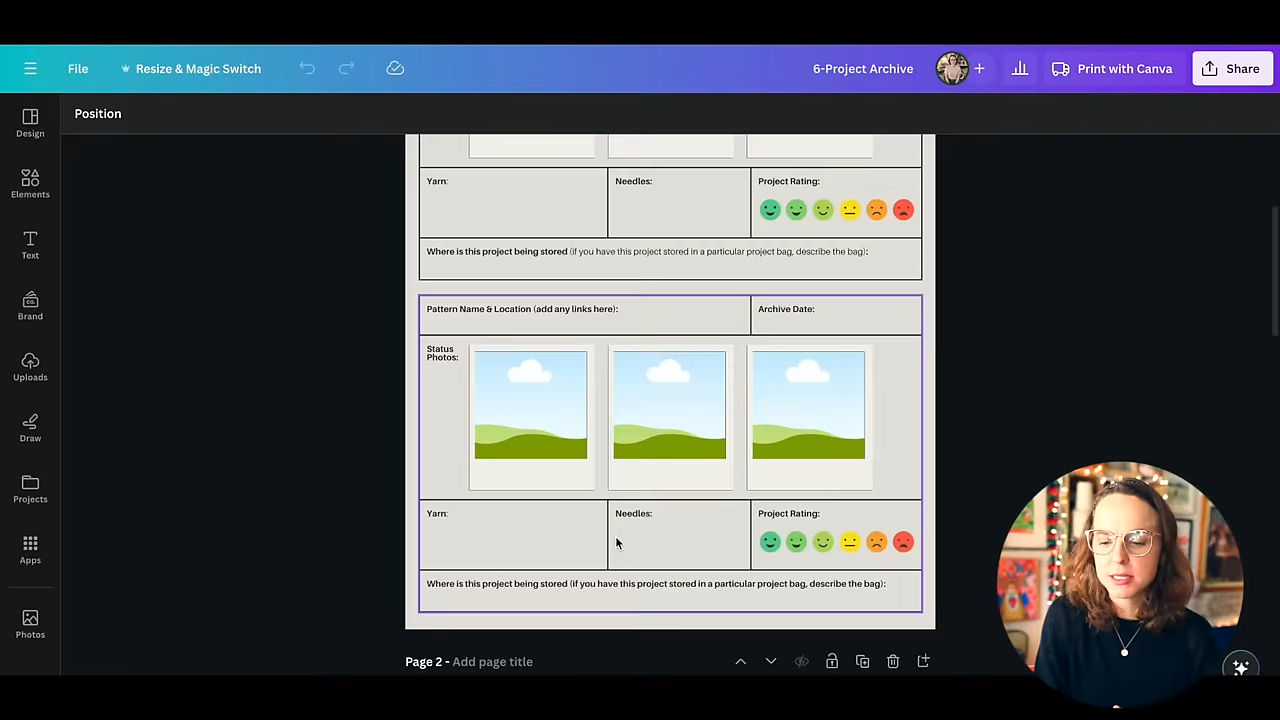 File
Resize & Magic Switch
6-Project Archive
Print with Canva
Share
Position
Design
Elements
Text
Brand
Uploads
Draw
Projects
Apps
Photos
Yarn:
Needles:
Project Rating:
Where is this project being stored (if you have this project stored in a particular project bag, describe the bag):
Pattern Name & Location (add any links here):
Archive Date:
Status
Photos:
Yarn:
Needles:
Project Rating:
Where is this project being stored (if you have this project stored in a particular project bag, describe the bag):
Page 2 - Add page title